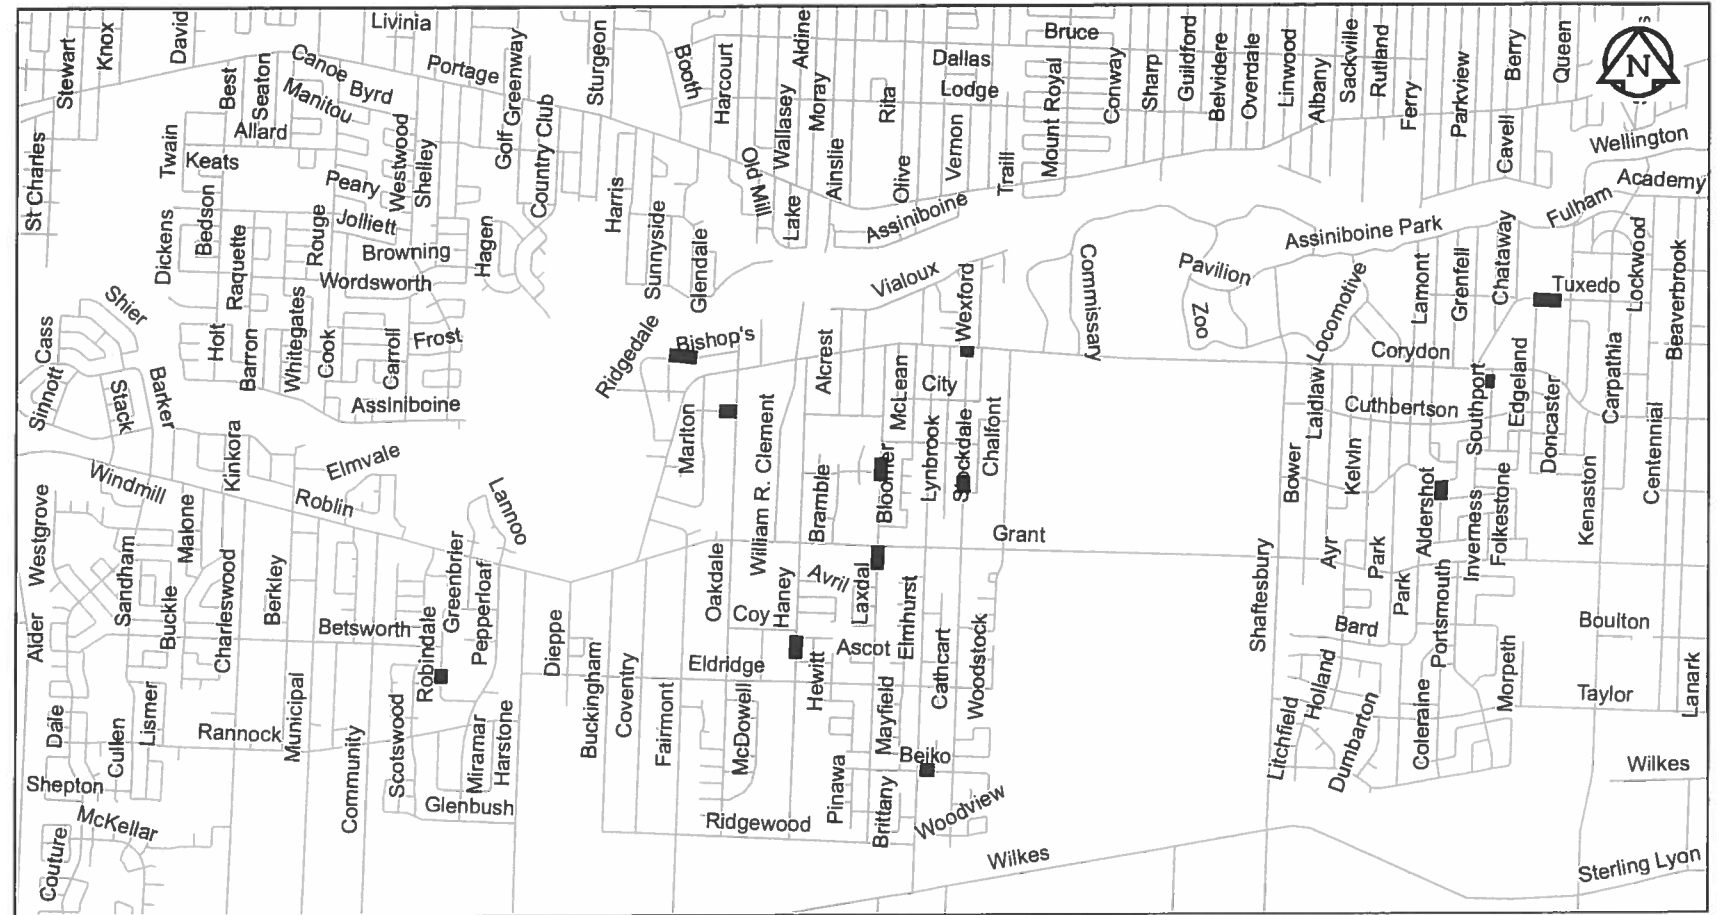 Livinia
Stewart
Knox
David
Best
Seaton
Canoe
Byrd
Manitou
Portage
Greenway
Golf
Country Club
Sturgeon
Booth
Harcourt
Aldine
Wallasey
Moray
Rita
Dallas
Lodge
Bruce
Mount Royal
Conway
Sharp
Guildford
Belvidere
Overdale
Linwood
Albany
Sackville
Rutland
Ferry
Parkview
Berry
Queen
N
Cavell
Wellington
Academy
St Charles
Twain
Allard
Keats
Westwood
Shelley
Peary
Jolliett
Rouge
Bedson
Dickens
Raquette
Browning
Wordsworth
Hagen
Harris
Sunnyside
Glendale
Old Mill
Lake
Ainslie
Olive
Vernon
Traill
Assiniboine
Vialoux
Wexford
Commissary
Pavilion
Zoo
Assiniboine Park
Fulham
Locomotive
Lamont
Grenfell
Chataway
Tuxedo
Lockwood
Beaverbrook
Shier
Cass
Sinnott
Stack
Barker
Holt
Barron
Whitegates
Cook
Carroll
Frost
Assiniboine
Ridgedale
Bishop's
Alcrest
McLean
City
Corydon
Laidlaw
Cuthbertson
Southport
Edgeland
Doncaster
Carpathia
Centennial
Kinkora
Elmvale
Windmill
Roblin
Lannoo
Marlton
William R. Clement
Bramble
Lynbrook
Stockdale
Chalfont
Bower
Kelvin
Aldershot
Inverness
Folkestone
Kenaston
Westgrove
Malone
Sandham
Buckle
Charleswood
Berkley
Greenbrier
Pepperloaf
Grant
Oakdale
Haney
Avril
Laxdal
Elmhurst
Coy
Shaftesbury
Ayr
Park
Park
Portsmouth
Boulton
Alder
Betsworth
Robindale
Dieppe
Buckingham
Coventry
Eldridge
Ascot
Hewitt
Cathcart
Woodstock
Bard
Holland
Morpeth
Taylor
Lanark
Dale
Cullen
Lismer
Rannock
Municipal
Community
Scotswood
Miramar
Harstone
Fairmont
McDowell
Mayfield
Beiko
Litchfield
Dumbarton
Coleraine
Wilkes
Shepton
McKellar
Couture
Glenbush
Ridgewood
Pinawa
Brittany
Woodview
Wilkes
Sterling Lyon